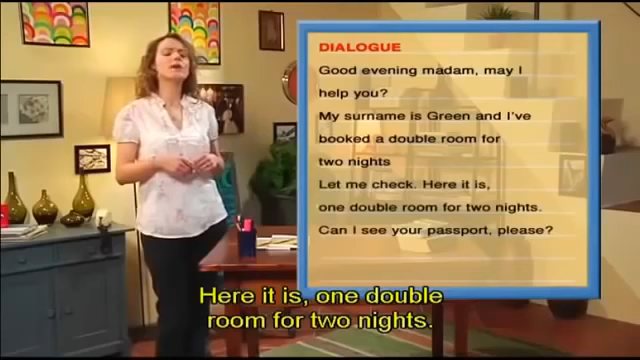 DIALOGUE
Good evening madam, may I
help you?
My surname is Green and I've
booked a double room for
two nights
Let me check. Here it is,
one double room for two nights.
Can I see your passport, please?
Here it is, one double
room for two nights.